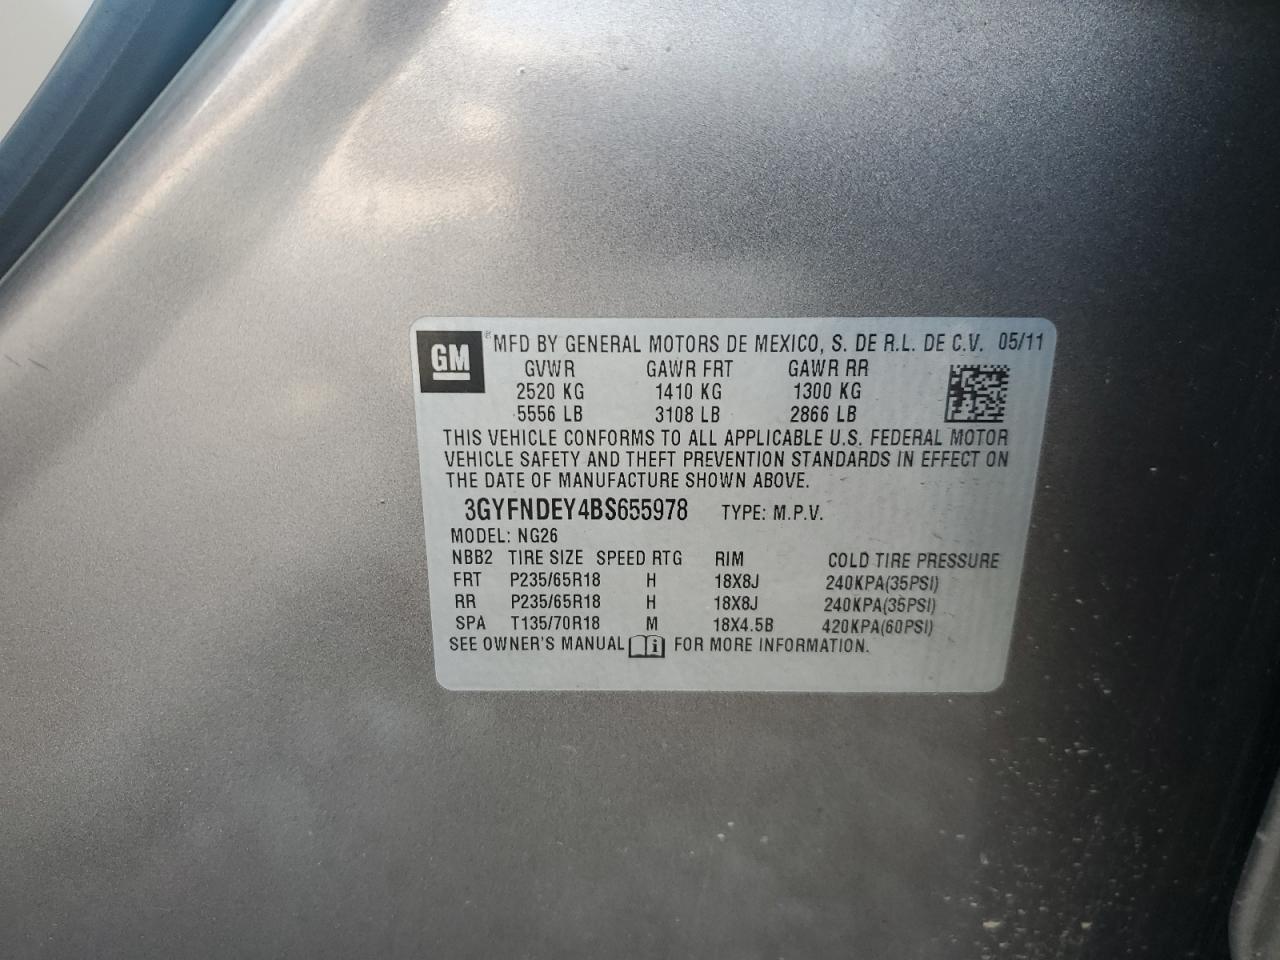 GM ® MFD BY GENERAL MOTORS DE MEXICO, S. DE R.L. DE C.V. 05/11
GVWR GAWR FRT GAWR RR
2520 KG 1410 KG 1300 KG
5556 LB 3108 LB 2866 LB
THIS VEHICLE CONFORMS TO ALL APPLICABLE U.S. FEDERAL MOTOR
VEHICLE SAFETY AND THEFT PREVENTION STANDARDS IN EFFECT ON
THE DATE OF MANUFACTURE SHOWN ABOVE.
3GYFNDEY4BS655978 TYPE: M.P.V.
MODEL: NG26
NBB2 TIRE SIZE SPEED RTG RIM COLD TIRE PRESSURE
FRT P235/65R18 H 18X8J 240KPA(35PSI)
RR P235/65R18 H 18X8J 240KPA(35PSI)
SPA T135/70R18 M 18X4.5B 420KPA(60PSI)
SEE OWNER'S MANUAL i FOR MORE INFORMATION.